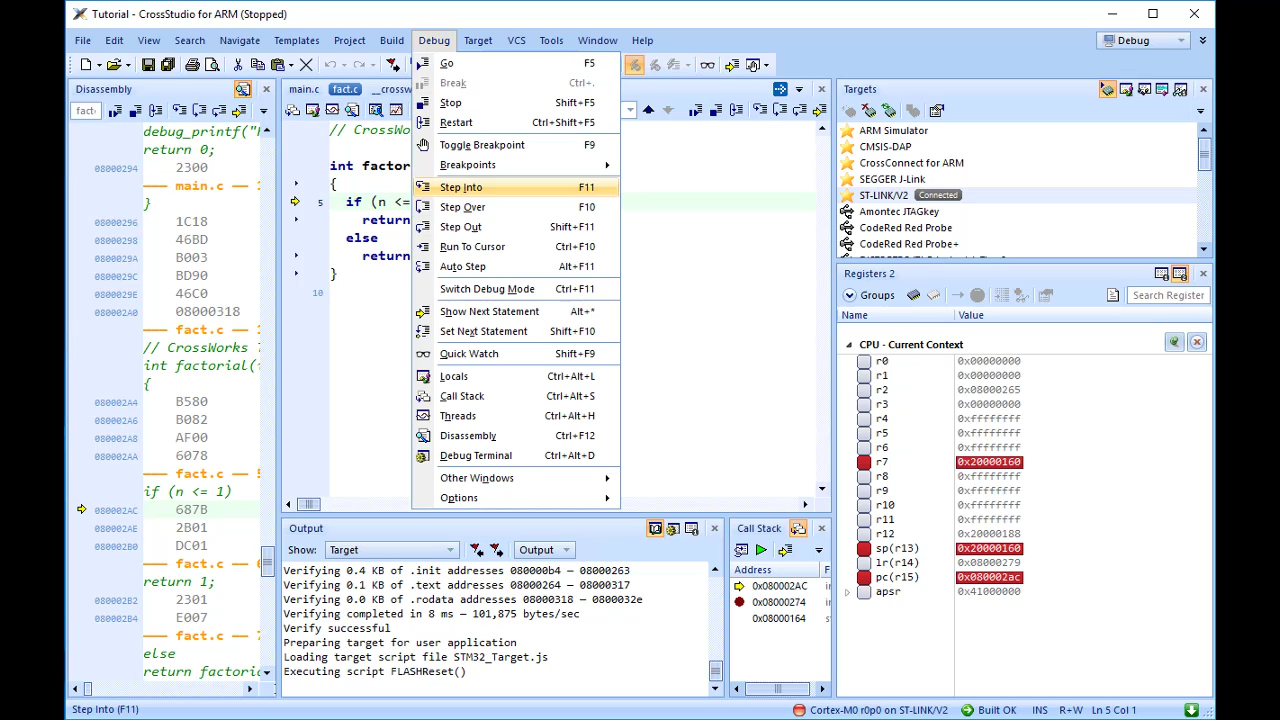 Tutorial - CrossStudio for ARM (Stopped)
File Edit View Search Navigate Templates Project Build Debug Target VCS Tools Window Help
Debug
Disassembly
fact
debug_printf("
return 0;
08000294 2300
main.c
}
08000296 1C18
08000298 46BD
0800029A B003
0800029C BD90
0800029E 46C0
080002A0 08000318
fact.c
// CrossWorks
int factorial(
{
080002A4 B580
080002A6 B082
080002A8 AF00
080002AA 6078
fact.c
if (n <= 1)
080002AC 687B
080002AE 2B01
080002B0 DC01
fact.c
return 1;
080002B2 2301
080002B4 E007
fact.c
else
return factoria
main.c fact.c
// CrossWo
int factor
{
5 if (n <=
return
else
return
}
10
Go F5
Break Ctrl+.
Stop Shift+F5
Restart Ctrl+Shift+F5
Toggle Breakpoint F9
Breakpoints
Step Into F11
Step Over F10
Step Out Shift+F11
Run To Cursor Ctrl+F10
Auto Step Alt+F11
Switch Debug Mode Ctrl+F11
Show Next Statement Alt+*
Set Next Statement Shift+F10
Quick Watch Shift+F9
Locals Ctrl+Alt+L
Call Stack Ctrl+Alt+S
Threads Ctrl+Alt+H
Disassembly Ctrl+F12
Debug Terminal Ctrl+Alt+D
Other Windows
Options
Output
Show: Target Output
Verifying 0.4 KB of .init addresses 080000b4 — 08000263
Verifying 0.1 KB of .text addresses 08000264 — 08000317
Verifying 0.0 KB of .rodata addresses 08000318 — 0800032e
Verifying completed in 8 ms — 101,875 bytes/sec
Verify successful
Preparing target for user application
Loading target script file STM32_Target.js
Executing script FLASHReset()
Call Stack
Address F
0x080002AC
0x08000274
0x08000164
Targets
ARM Simulator
CMSIS-DAP
CrossConnect for ARM
SEGGER J-Link
ST-LINK/V2 Connected
Amontec JTAGkey
CodeRed Red Probe
CodeRed Red Probe+
Registers 2
Groups Search Register
Name Value
CPU - Current Context
r0 0x00000000
r1 0x00000000
r2 0x08000265
r3 0x00000000
r4 0xffffffff
r5 0xffffffff
r6 0xffffffff
r7 0x20000160
r8 0xffffffff
r9 0xffffffff
r10 0xffffffff
r11 0xffffffff
r12 0x20000188
sp(r13) 0x20000160
lr(r14) 0x08000279
pc(r15) 0x080002ac
apsr 0x41000000
Step Into (F11) Cortex-M0 r0p0 on ST-LINK/V2 Built OK INS R+W Ln 5 Col 1